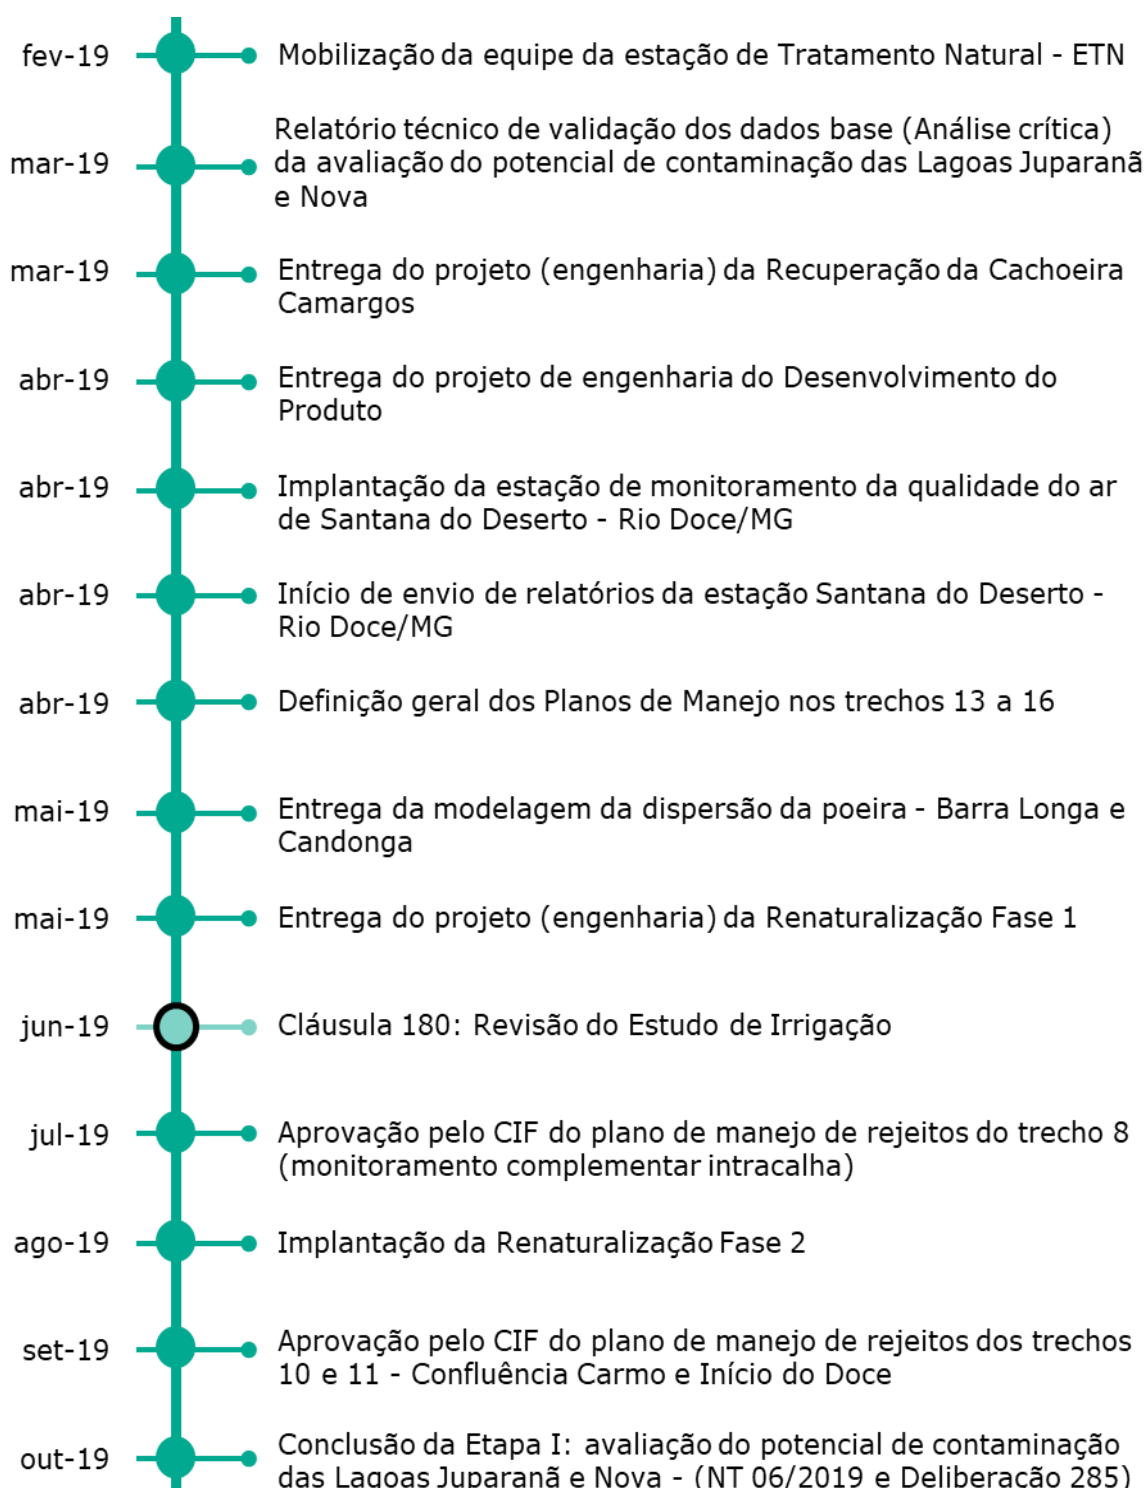 fev-19
Mobilização da equipe da estação de Tratamento Natural - ETN
mar-19
Relatório técnico de validação dos dados base (Análise crítica)
da avaliação do potencial de contaminação das Lagoas Juparanã
e Nova
mar-19
Entrega do projeto (engenharia) da Recuperação da Cachoeira
Camargos
abr-19
Entrega do projeto de engenharia do Desenvolvimento do
Produto
abr-19
Implantação da estação de monitoramento da qualidade do ar
de Santana do Deserto - Rio Doce/MG
abr-19
Início de envio de relatórios da estação Santana do Deserto -
Rio Doce/MG
abr-19
Definição geral dos Planos de Manejo nos trechos 13 a 16
mai-19
Entrega da modelagem da dispersão da poeira - Barra Longa e
Candonga
mai-19
Entrega do projeto (engenharia) da Renaturalização Fase 1
jun-19
Cláusula 180: Revisão do Estudo de Irrigação
jul-19
Aprovação pelo CIF do plano de manejo de rejeitos do trecho 8
(monitoramento complementar intracalha)
ago-19
Implantação da Renaturalização Fase 2
set-19
Aprovação pelo CIF do plano de manejo de rejeitos dos trechos
10 e 11 - Confluência Carmo e Início do Doce
out-19
Conclusão da Etapa I: avaliação do potencial de contaminação
das Lagoas Juparanã e Nova - (NT 06/2019 e Deliberação 285)